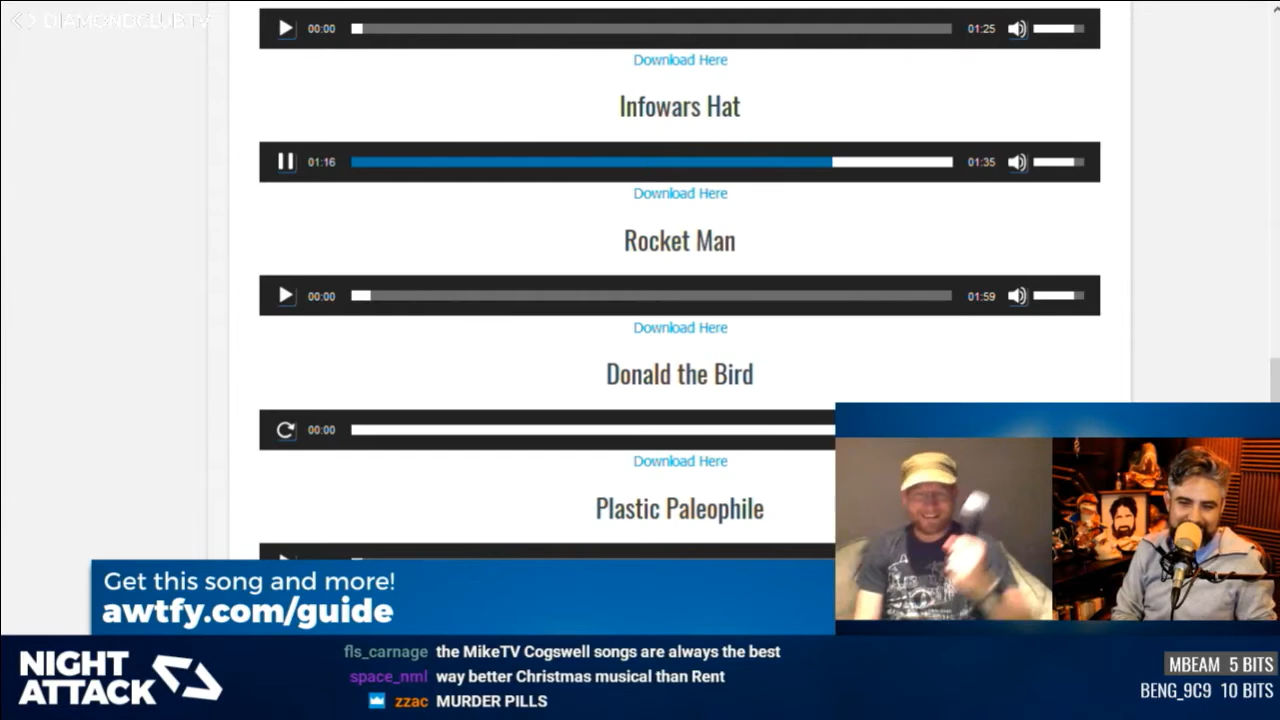 DIAMONDCLUBTV
00:00 01:25
Download Here
Infowars Hat
01:16 01:35
Download Here
Rocket Man
00:00 01:59
Download Here
Donald the Bird
00:00
Download Here
Plastic Paleophile
Get this song and more!
awtfy.com/guide
NIGHT
ATTACK
fls_carnage the MikeTV Cogswell songs are always the best
space_nml way better Christmas musical than Rent
zzac MURDER PILLS
MBEAM 5 BITS
BENG_9C9 10 BITS